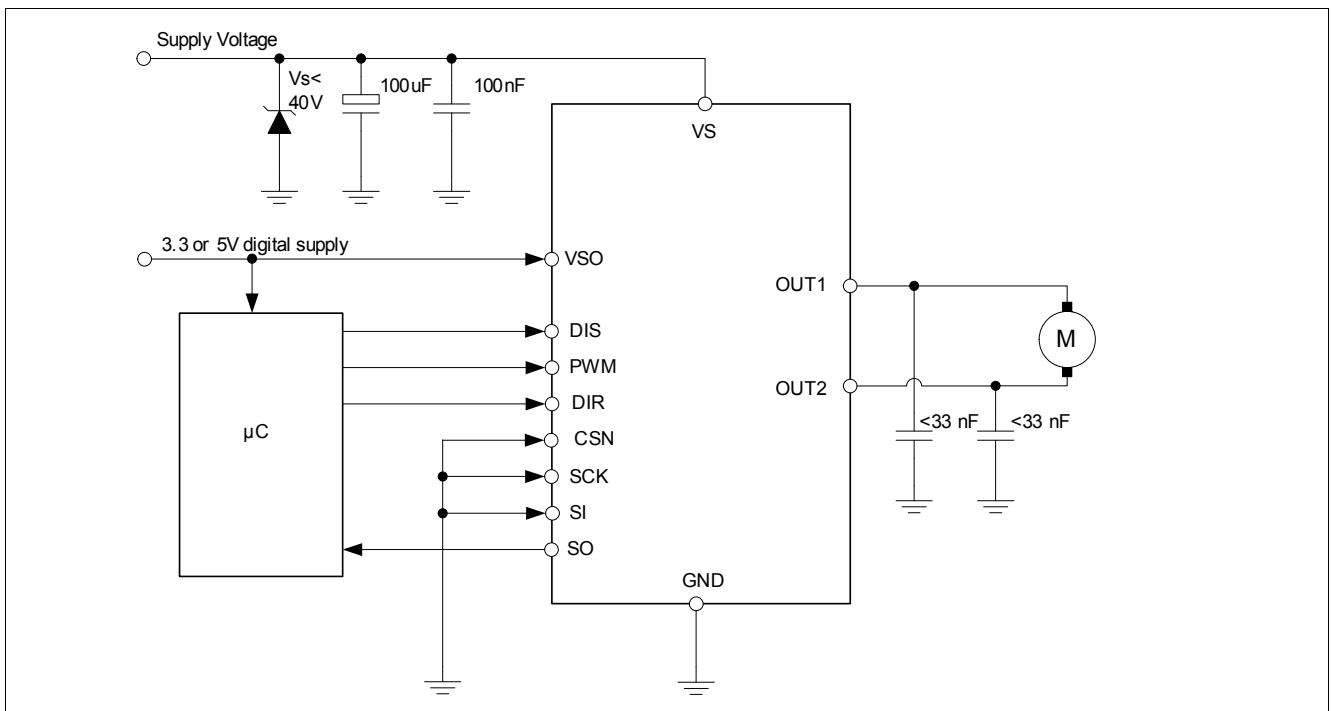 Supply Voltage
Vs<
40V
100uF
100nF
VS
3.3 or 5V digital supply
VSO
OUT1
DIS
M
PWM
OUT2
DIR
<33 nF
<33 nF
µC
CSN
SCK
SI
SO
GND